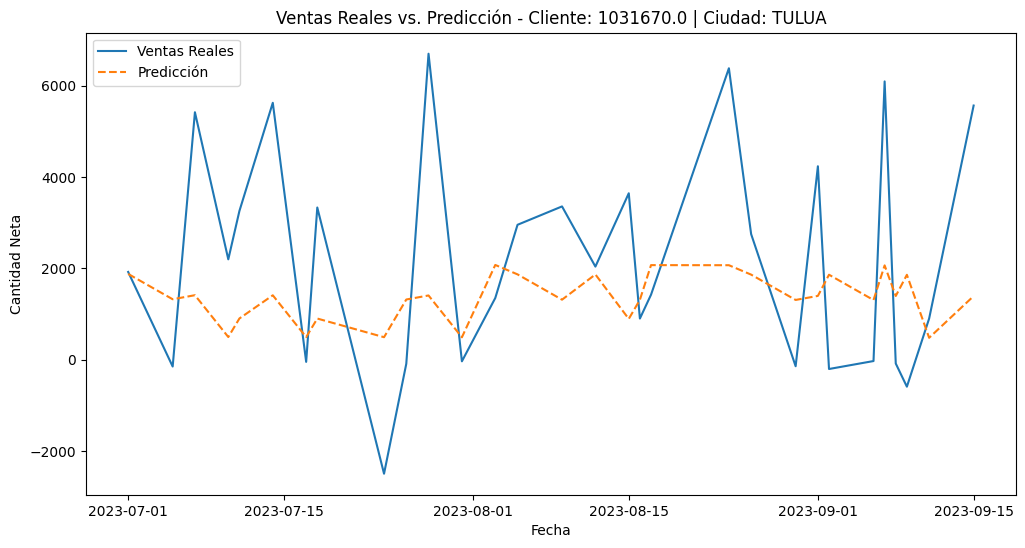 Ventas Reales vs. Predicción - Cliente: 1031670.0 | Ciudad: TULUA
Ventas Reales
Predicción
Cantidad Neta
6000
4000
2000
0
−2000
2023-07-01
2023-07-15
2023-08-01
2023-08-15
2023-09-01
2023-09-15
Fecha